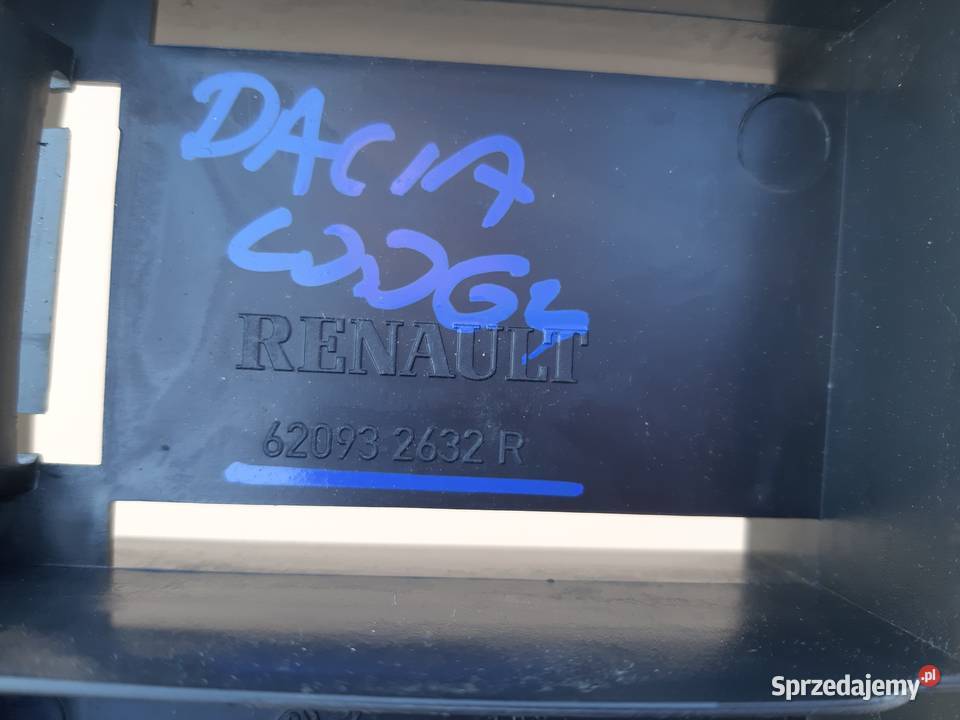 DACIA
LODGY
RENAULT
62093 2632 R
Sprzedajemy.pl